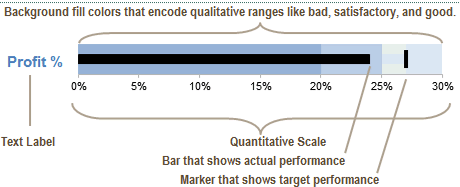 Background fill colors that encode qualitative ranges like bad, satisfactory, and good.
Profit %
0% 5% 10% 15% 20% 25% 30%
Text Label
Quantitative Scale
Bar that shows actual performance
Marker that shows target performance